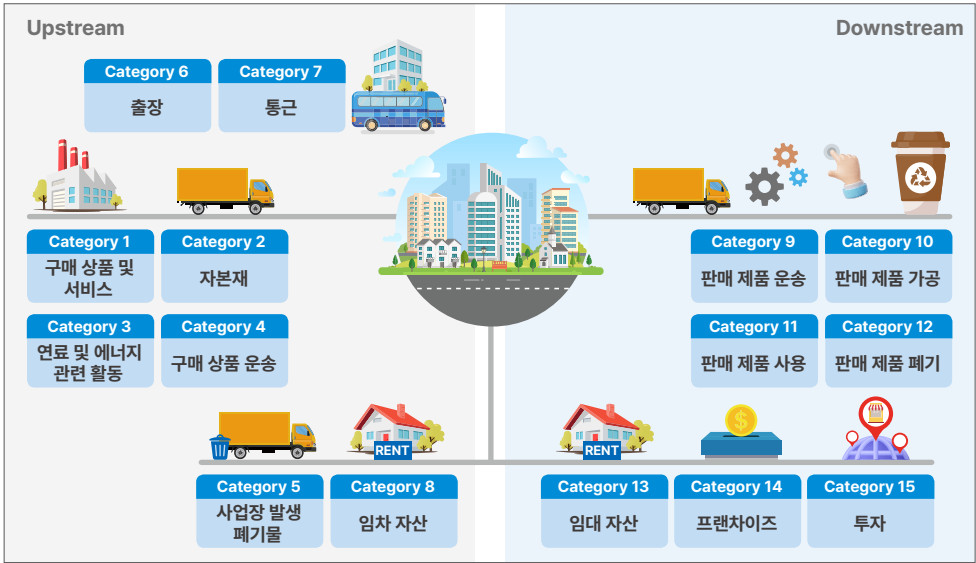 Upstream
Downstream
Category 6
출장
Category 7
통근
Category 1
구매 상품 및
서비스
Category 2
자본재
Category 3
연료 및 에너지
관련 활동
Category 4
구매 상품 운송
Category 9
판매 제품 운송
Category 10
판매 제품 가공
Category 11
판매 제품 사용
Category 12
판매 제품 폐기
RENT
RENT
$
Category 5
사업장 발생
폐기물
Category 8
임차 자산
Category 13
임대 자산
Category 14
프랜차이즈
Category 15
투자